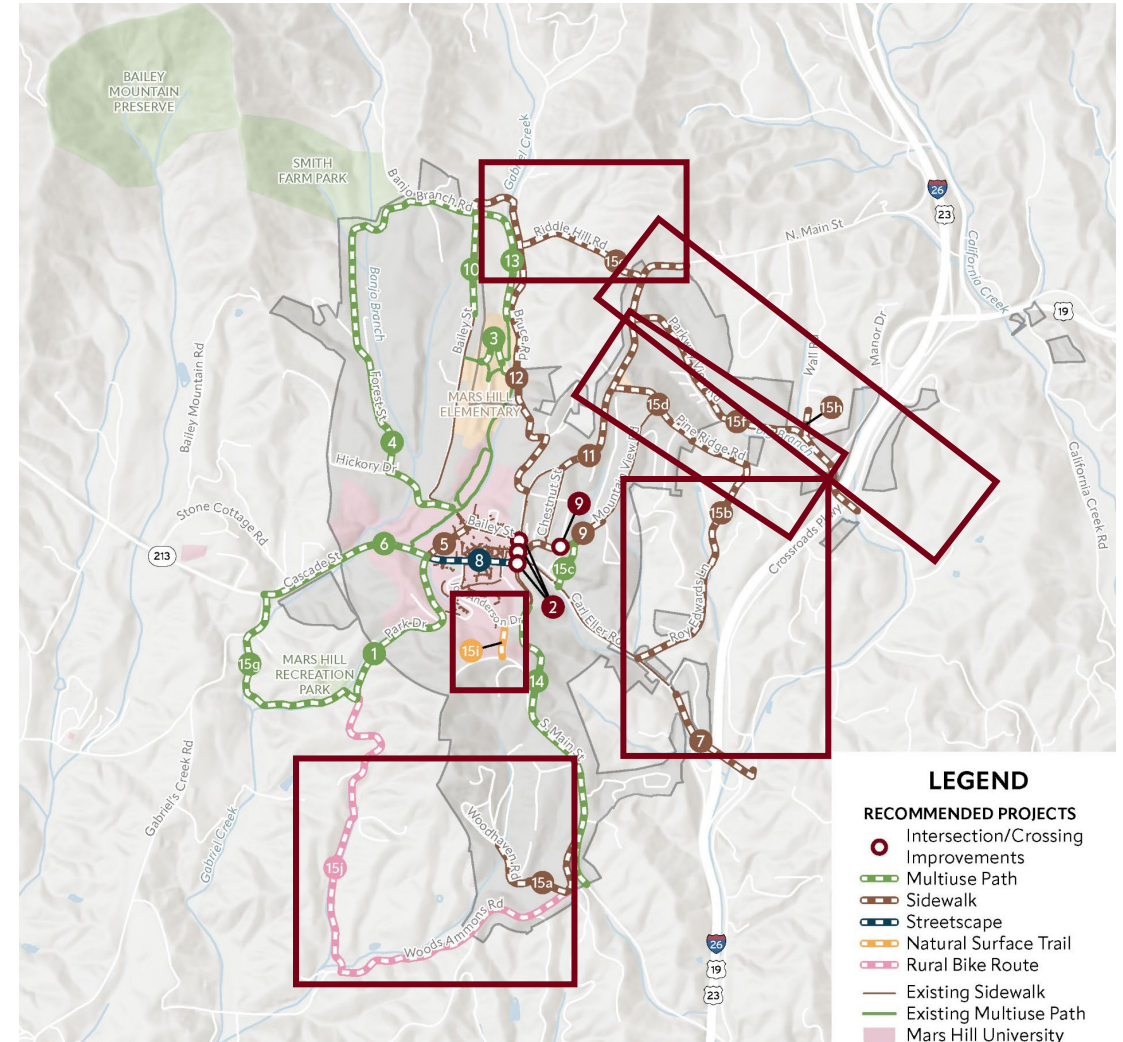 BAILEY
MOUNTAIN
PRESERVE
SMITH
FARM PARK
Banjo Branch Rd
Gabriel Creek
26
23
N. Main St
California Creek
19
Riddle Hill Rd
13
10
Banjo Branch
Bailey St
3
Bruce Rd
12
MARS HILL
ELEMENTARY
Wall
Manor Dr
Bailey Mountain Rd
Forest St
4
Hickory Dr
15d
Pine Ridge Rd
15f
Branch
15h
11
Mountain View Rd
Chestnut St
9
9
15b
Stone Cottage Rd
213
6
Cascade St
5
Bailey St
8
15c
2
Crossroads Pkwy
California Creek Rd
Anderson Dr
Carl Eller Rd
Roy Edwards Ln
Park Dr
1
15g
MARS HILL
RECREATION
PARK
15i
14
7
S. Main St
Gabriel's Creek Rd
Gabriel Creek
Woodhaven Rd
15j
15a
Woods Ammons Rd
26
19
23
LEGEND
RECOMMENDED PROJECTS
Intersection/Crossing
Improvements
Multiuse Path
Sidewalk
Streetscape
Natural Surface Trail
Rural Bike Route
Existing Sidewalk
Existing Multiuse Path
Mars Hill University